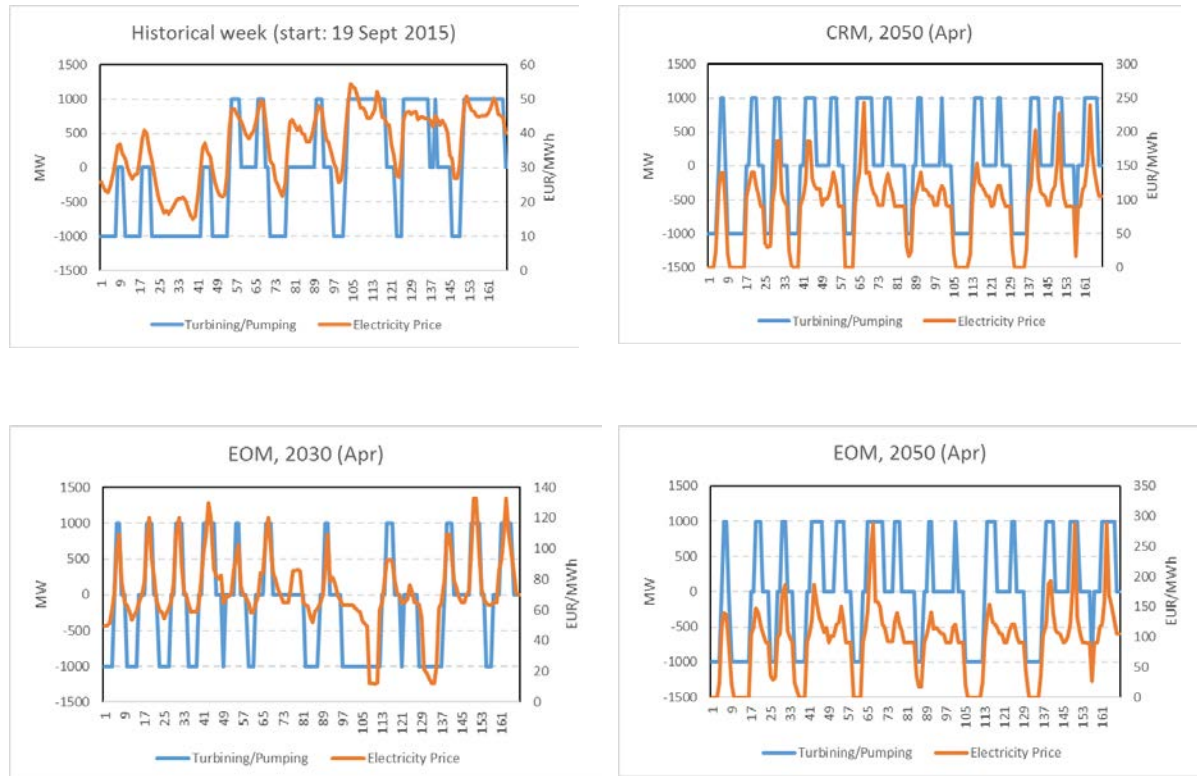 Historical week (start: 19 Sept 2015)
1500
1000
500
0
-500
-1000
-1500
MW
60
50
40
30
20
10
0
EUR/MWh
1 9 17 25 33 41 49 57 65 73 81 89 97 105 113 121 129 137 145 153 161
Turbining/Pumping Electricity Price
CRM, 2050 (Apr)
1500
1000
500
0
-500
-1000
-1500
MW
300
250
200
150
100
50
0
EUR/MWh
1 9 17 25 33 41 49 57 65 73 81 89 97 105 113 121 129 137 145 153 161
Turbining/Pumping Electricity Price
EOM, 2030 (Apr)
1500
1000
500
0
-500
-1000
-1500
MW
140
120
100
80
60
40
20
0
EUR/MWh
1 9 17 25 33 41 49 57 65 73 81 89 97 105 113 121 129 137 145 153 161
Turbining/Pumping Electricity Price
EOM, 2050 (Apr)
1500
1000
500
0
-500
-1000
-1500
MW
350
300
250
200
150
100
50
0
EUR/MWh
1 9 17 25 33 41 49 57 65 73 81 89 97 105 113 121 129 137 145 153 161
Turbining/Pumping Electricity Price